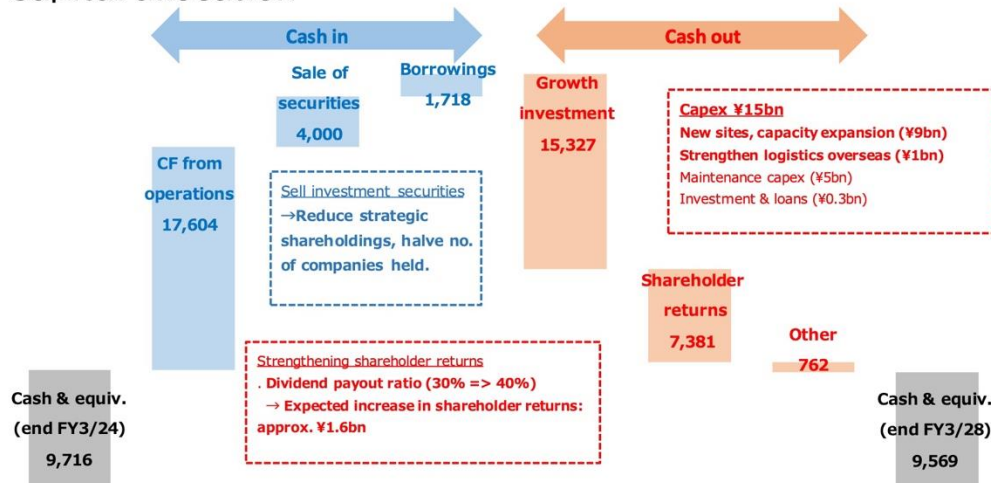 Cash in
Cash out
Sale of
securities
4,000
Borrowings
1,718
CF from
operations
17,604
Sell investment securities
→Reduce strategic
shareholdings, halve no.
of companies held.
Growth
investment
15,327
Capex ¥15bn
New sites, capacity expansion (¥9bn)
Strengthen logistics overseas (¥1bn)
Maintenance capex (¥5bn)
Investment & loans (¥0.3bn)
Shareholder
returns
7,381
Other
762
Strengthening shareholder returns
. Dividend payout ratio (30% => 40%)
→ Expected increase in shareholder returns:
approx. ¥1.6bn
Cash & equiv.
(end FY3/24)
9,716
Cash & equiv.
(end FY3/28)
9,569